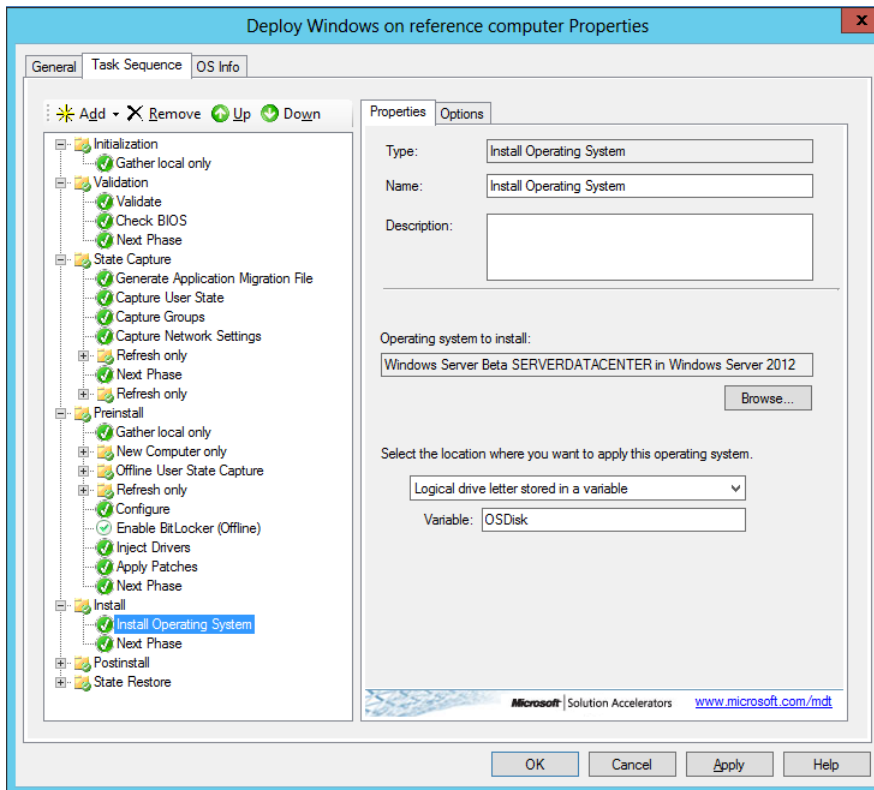 Deploy Windows on reference computer Properties
x
General Task Sequence OS Info
Add Remove Up Down
Initialization
Gather local only
Validation
Validate
Check BIOS
Next Phase
State Capture
Generate Application Migration File
Capture User State
Capture Groups
Capture Network Settings
Refresh only
Next Phase
Refresh only
Preinstall
Gather local only
New Computer only
Offline User State Capture
Refresh only
Configure
Enable BitLocker (Offline)
Inject Drivers
Apply Patches
Next Phase
Install
Install Operating System
Next Phase
Postinstall
State Restore
Properties Options
Type: Install Operating System
Name: Install Operating System
Description:
Operating system to install:
Windows Server Beta SERVERDATACENTER in Windows Server 2012
Browse...
Select the location where you want to apply this operating system.
Logical drive letter stored in a variable
Variable: OSDisk
Microsoft Solution Accelerators www.microsoft.com/mdt
OK Cancel Apply Help